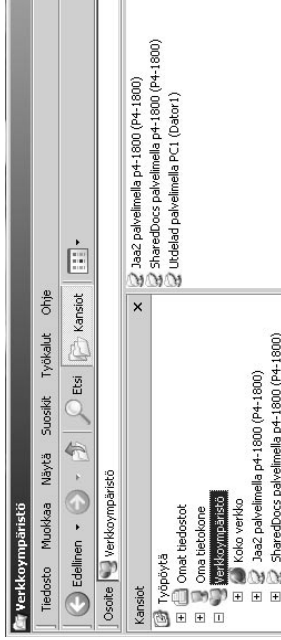 Verkkoympäristö
Tiedosto Muokkaa Näytä Suosikit Työkalut Ohje
Edellinen Etsi Kansiot
Osoite Verkkoympäristö
Kansiot
Työpöytä
Omat tiedostot
Oma tietokone
Verkkoympäristö
Koko verkko
Jaa2 palvelimella p4-1800 (P4-1800)
SharedDocs palvelimella p4-1800 (P4-1800)
Jaa2 palvelimella p4-1800 (P4-1800)
SharedDocs palvelimella p4-1800 (P4-1800)
Utdelad palvelimella PC1 (Dator1)